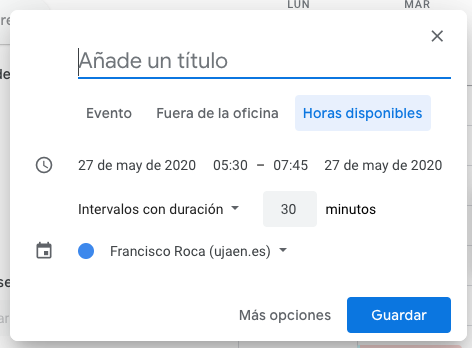 LUN MAR
Añade un título
Evento Fuera de la oficina Horas disponibles
27 de may de 2020 05:30 – 07:45 27 de may de 2020
Intervalos con duración 30 minutos
Francisco Roca (ujaen.es)
Más opciones Guardar